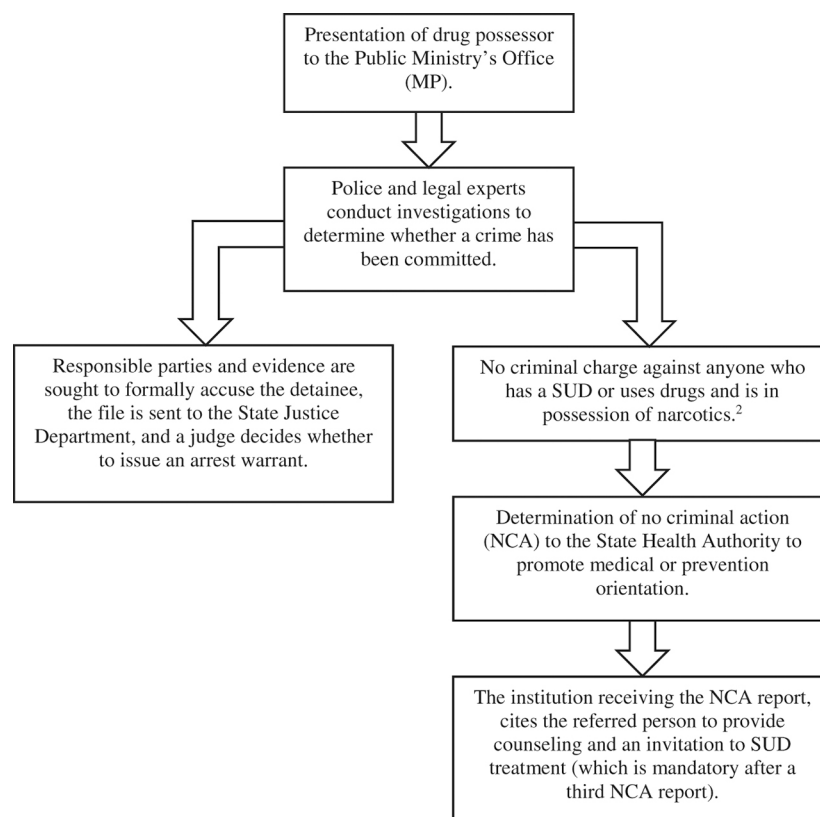 Presentation of drug possessor
to the Public Ministry's Office
(MP).
Police and legal experts
conduct investigations to
determine whether a crime has
been committed.
Responsible parties and evidence are
sought to formally accuse the detainee,
the file is sent to the State Justice
Department, and a judge decides whether
to issue an arrest warrant.
No criminal charge against anyone who
has a SUD or uses drugs and is in
possession of narcotics.²
Determination of no criminal action
(NCA) to the State Health Authority to
promote medical or prevention
orientation.
The institution receiving the NCA report,
cites the referred person to provide
counseling and an invitation to SUD
treatment (which is mandatory after a
third NCA report).